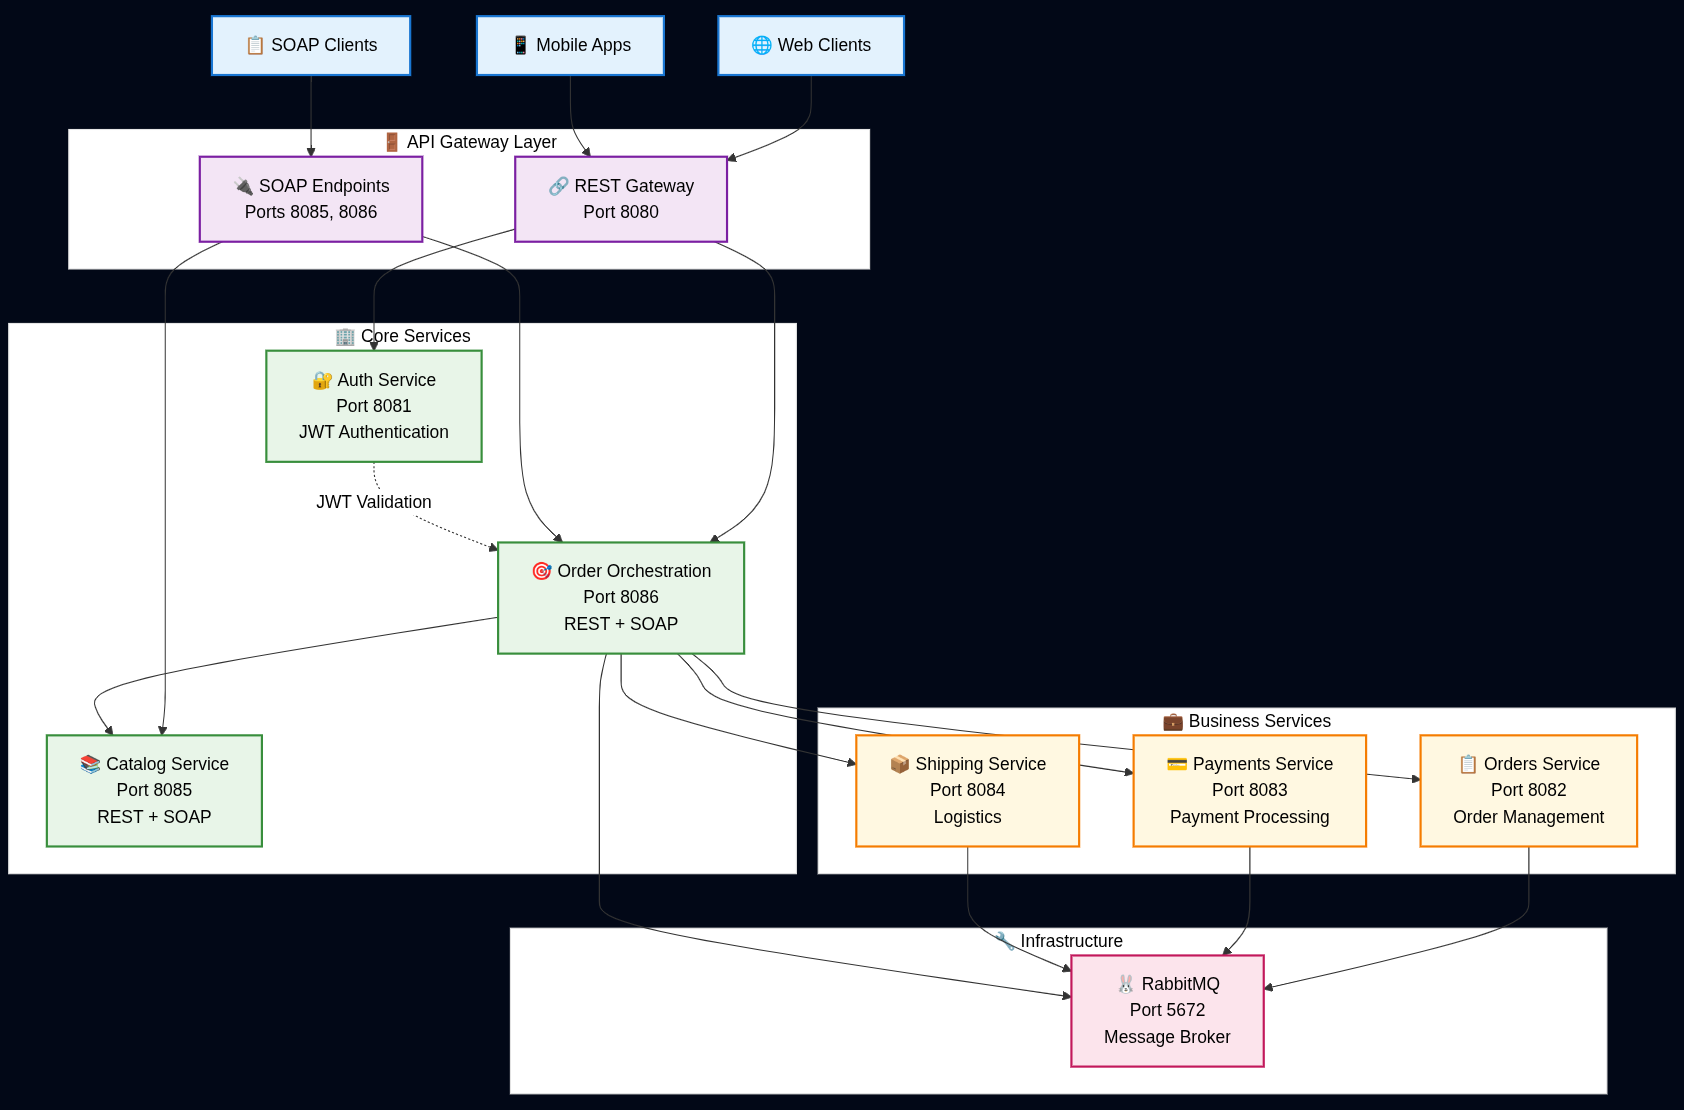 📋 SOAP Clients
📱 Mobile Apps
🌐 Web Clients
🚪 API Gateway Layer
🔌 SOAP Endpoints
Ports 8085, 8086
🔗 REST Gateway
Port 8080
🏢 Core Services
🔐 Auth Service
Port 8081
JWT Authentication
JWT Validation
🎯 Order Orchestration
Port 8086
REST + SOAP
📚 Catalog Service
Port 8085
REST + SOAP
💼 Business Services
📦 Shipping Service
Port 8084
Logistics
💳 Payments Service
Port 8083
Payment Processing
📋 Orders Service
Port 8082
Order Management
🔧 Infrastructure
🐰 RabbitMQ
Port 5672
Message Broker